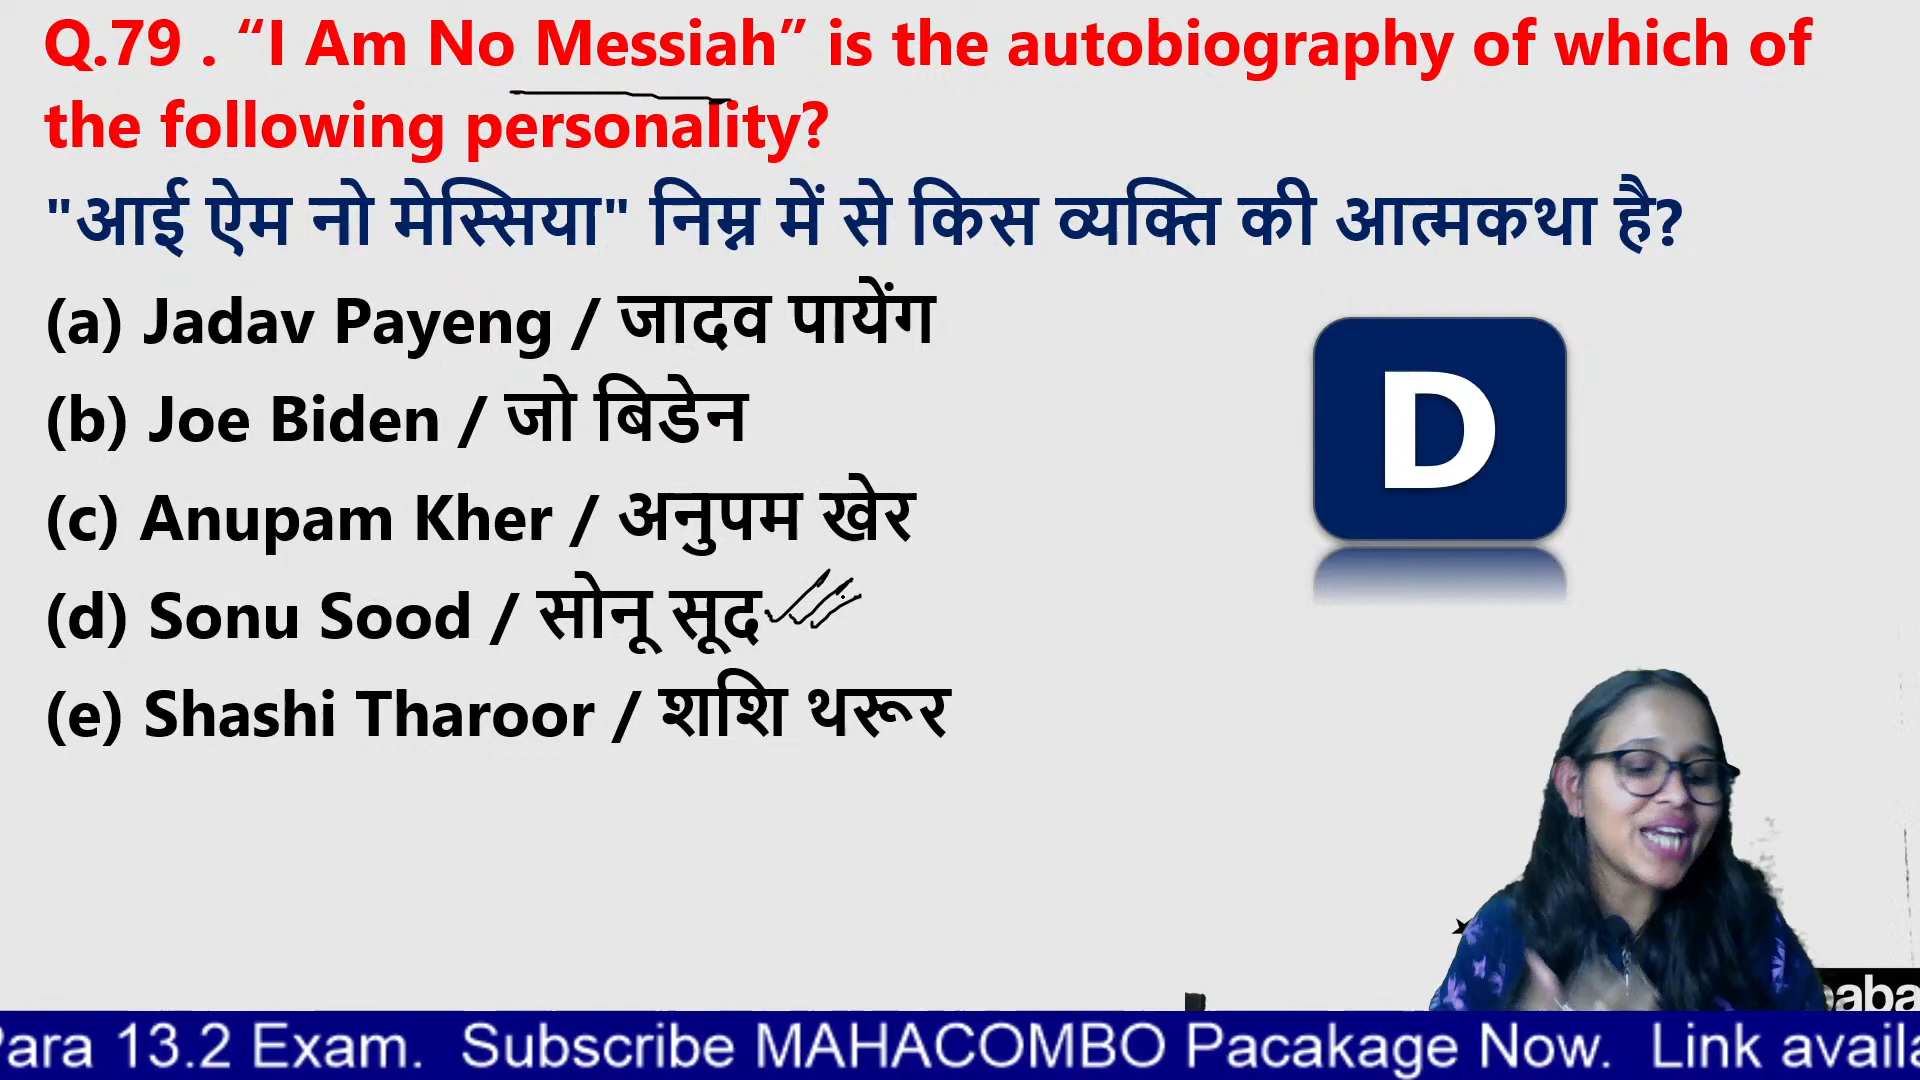 Q.79 . “I Am No Messiah” is the autobiography of which of
the following personality?
"आई ऐम नो मेस्सिया" निम्न में से किस व्यक्ति की आत्मकथा है?
(a) Jadav Payeng / जादव पायेंग
(b) Joe Biden / जो बिडेन
(c) Anupam Kher / अनुपम खेर
(d) Sonu Sood / सोनू सूद
(e) Shashi Tharoor / शशि थरूर
D
Para 13.2 Exam. Subscribe MAHACOMBO Pacakage Now. Link